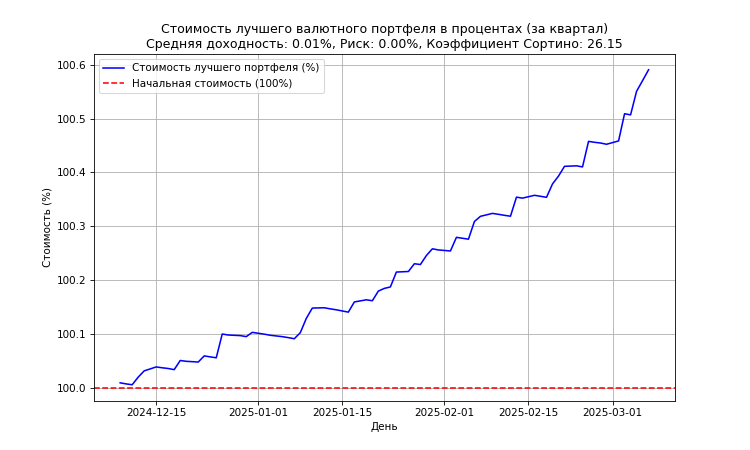 Стоимость лучшего валютного портфеля в процентах (за квартал)
Средняя доходность: 0.01%, Риск: 0.00%, Коэффициент Сортино: 26.15
Стоимость лучшего портфеля (%)
Начальная стоимость (100%)
Стоимость (%)
100.6
100.5
100.4
100.3
100.2
100.1
100.0
2024-12-15
2025-01-01
2025-01-15
2025-02-01
2025-02-15
2025-03-01
День